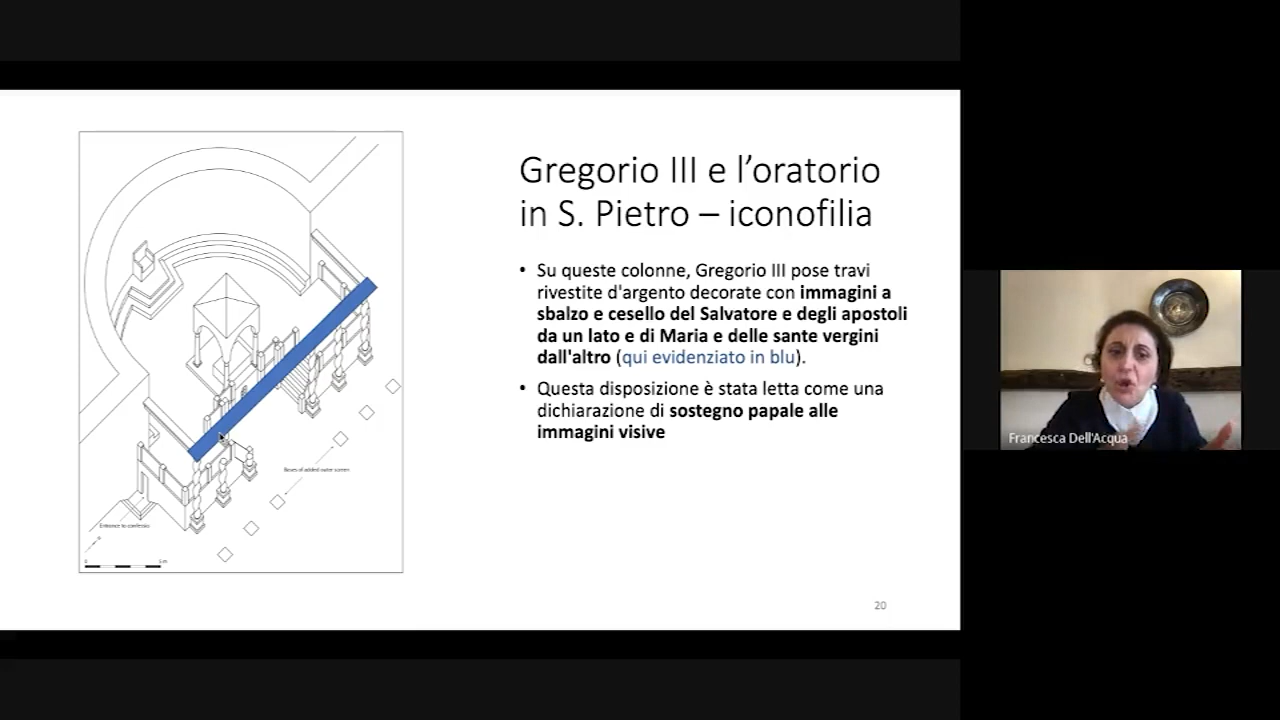 Gregorio III e l’oratorio
in S. Pietro – iconofilia
• Su queste colonne, Gregorio III pose travi
rivestite d'argento decorate con immagini a
sbalzo e cesello del Salvatore e degli apostoli
da un lato e di Maria e delle sante vergini
dall'altro (qui evidenziato in blu).
• Questa disposizione è stata letta come una
dichiarazione di sostegno papale alle
immagini visive
Bases of added outer screen
Entrance to confessio
0 5 m
20
Francesca Dell'Acqua